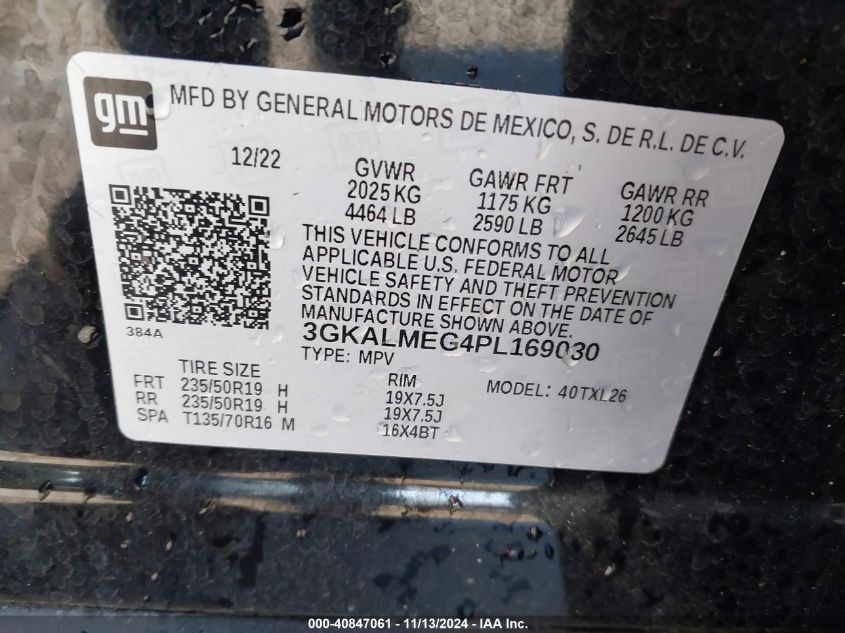 gm
MFD BY GENERAL MOTORS DE MEXICO, S. DE R.L. DE C.V.
12/22
GVWR
2025 KG
4464 LB
GAWR FRT
1175 KG
2590 LB
GAWR RR
1200 KG
2645 LB
THIS VEHICLE CONFORMS TO ALL
APPLICABLE U.S. FEDERAL MOTOR
VEHICLE SAFETY AND THEFT PREVENTION
STANDARDS IN EFFECT ON THE DATE OF
MANUFACTURE SHOWN ABOVE.
384A
3GKALMEG4PL169030
TYPE: MPV
TIRE SIZE RIM MODEL: 40TXL26
FRT 235/50R19 H 19X7.5J
RR 235/50R19 H 19X7.5J
SPA T135/70R16 M 16X4BT
000-40847061 - 11/13/2024 - IAA Inc.